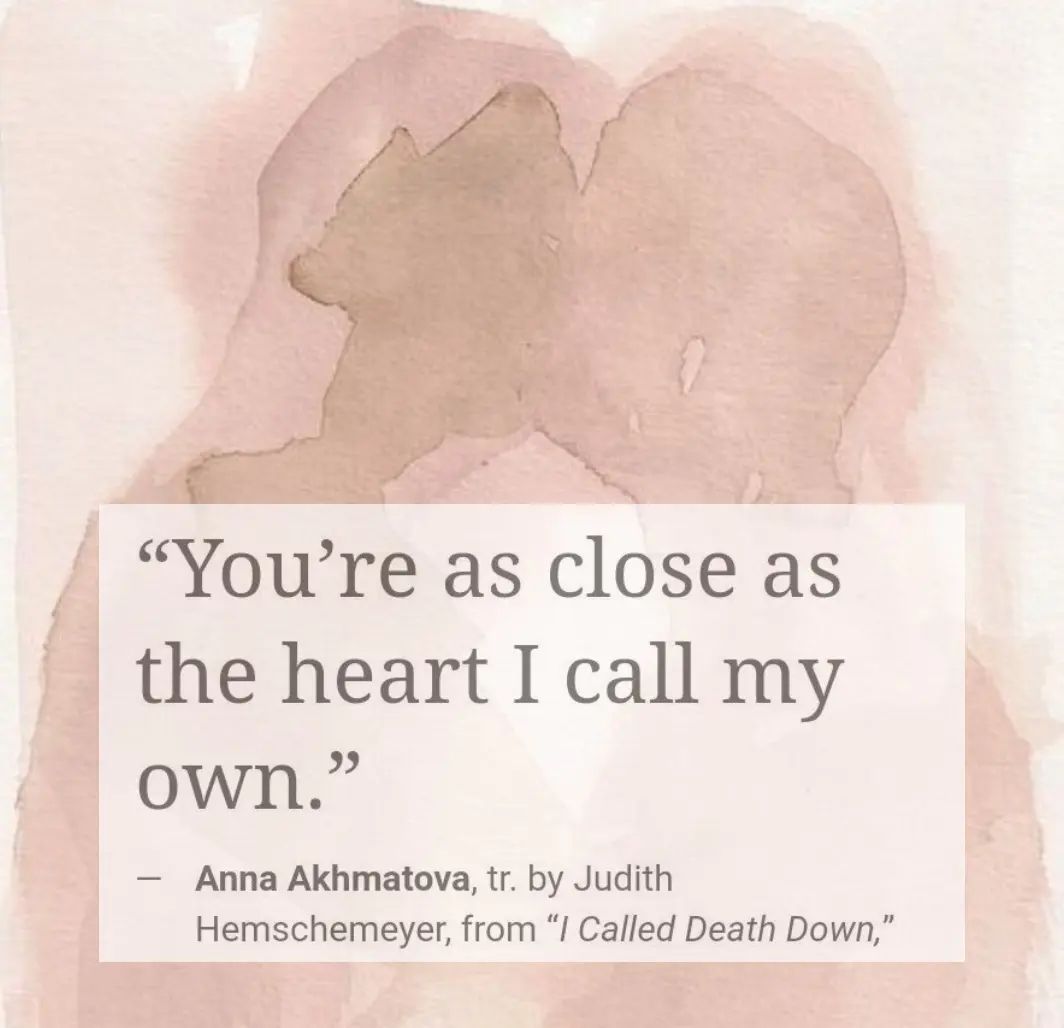 “You’re as close as
the heart I call my
own.”
— Anna Akhmatova, tr. by Judith
Hemschemeyer, from “I Called Death Down,”